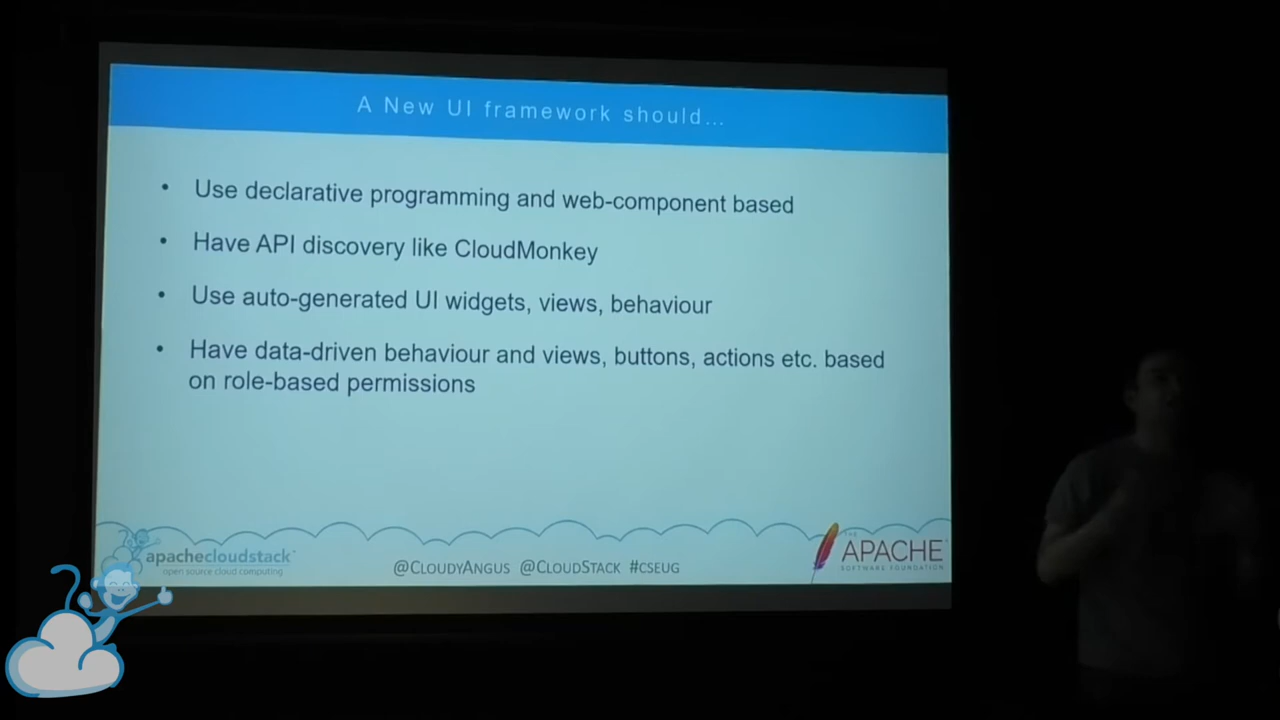 A New UI framework should...
• Use declarative programming and web-component based
• Have API discovery like CloudMonkey
• Use auto-generated UI widgets, views, behaviour
• Have data-driven behaviour and views, buttons, actions etc. based
on role-based permissions
apachecloudstack™
open source cloud computing
@CLOUDYANGUS @CLOUDSTACK #CSEUG
THE
APACHE
SOFTWARE FOUNDATION